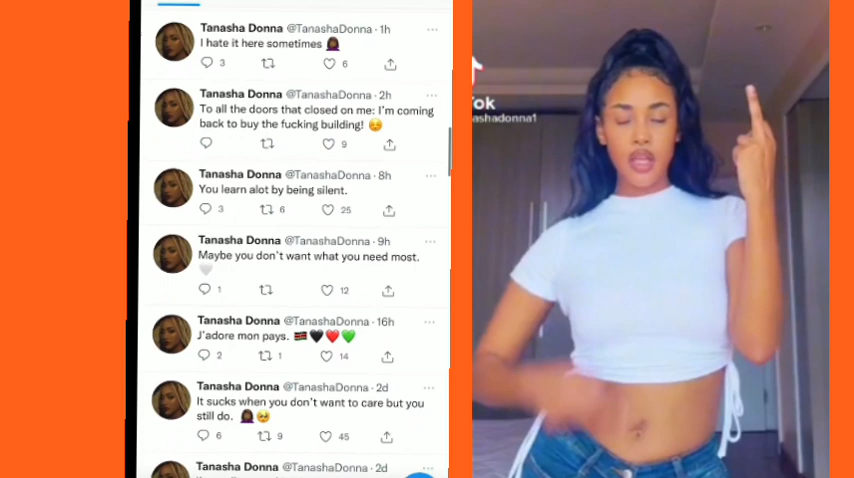 Tanasha Donna @TanashaDonna · 1h
I hate it here sometimes 🤦🏾‍♀️
3 6
Tanasha Donna @TanashaDonna · 2h
To all the doors that closed on me: I'm coming
back to buy the fucking building! ☺️
9
Tanasha Donna @TanashaDonna · 8h
You learn alot by being silent.
3 6 25
Tanasha Donna @TanashaDonna · 9h
Maybe you don't want what you need most.
🤍
1 12
Tanasha Donna @TanashaDonna · 16h
J'adore mon pays. 🇰🇪🖤❤️💚
2 1 14
Tanasha Donna @TanashaDonna · 2d
It sucks when you don't want to care but you
still do. 🤦🏾‍♀️🥺
6 9 45
Tanasha Donna @TanashaDonna · 2d
Tok
ashadonna1